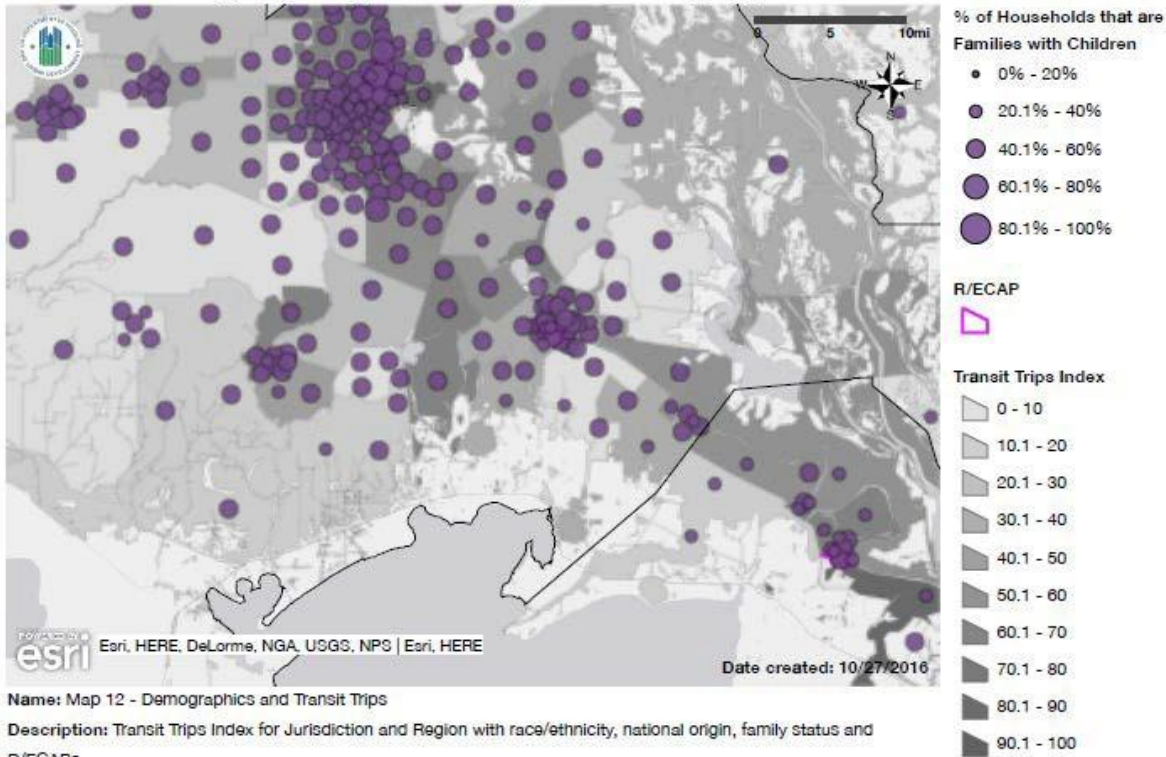 0 5 10mi
N
W E
S
% of Households that are
Families with Children
0% - 20%
20.1% - 40%
40.1% - 60%
60.1% - 80%
80.1% - 100%
R/ECAP
Transit Trips Index
0 - 10
10.1 - 20
20.1 - 30
30.1 - 40
40.1 - 50
50.1 - 60
60.1 - 70
70.1 - 80
80.1 - 90
90.1 - 100
POWERED BY
esri
Esri, HERE, DeLorme, NGA, USGS, NPS | Esri, HERE
Date created: 10/27/2016
Name: Map 12 - Demographics and Transit Trips
Description: Transit Trips Index for Jurisdiction and Region with race/ethnicity, national origin, family status and